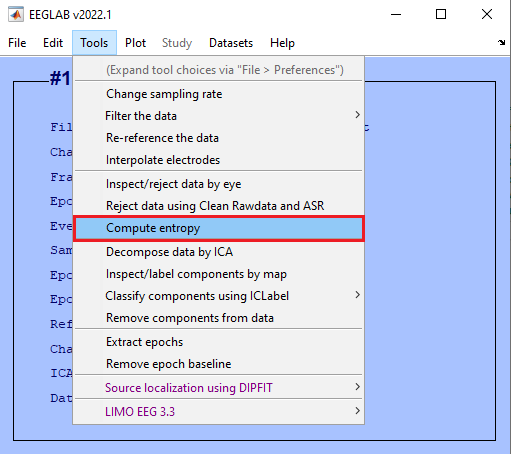 EEGLAB v2022.1
File Edit Tools Plot Study Datasets Help
#1
(Expand tool choices via "File > Preferences")
Change sampling rate
Filter the data
Re-reference the data
Interpolate electrodes
Inspect/reject data by eye
Reject data using Clean Rawdata and ASR
Compute entropy
Decompose data by ICA
Inspect/label components by map
Classify components using ICLabel
Remove components from data
Extract epochs
Remove epoch baseline
Source localization using DIPFIT
LIMO EEG 3.3
Fil
Cha
Fra
Epo
Eve
Sam
Epo
Epo
Ref
Cha
ICA
Dat